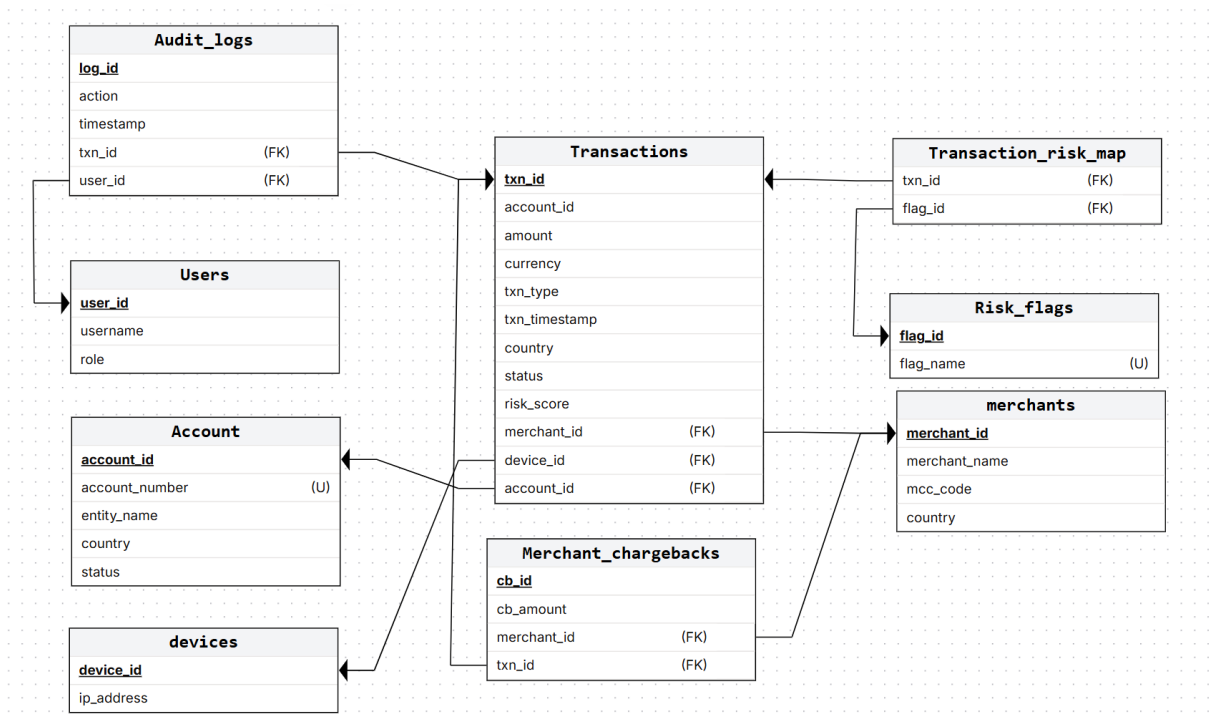 Audit_logs
log_id
action
timestamp
txn_id (FK)
user_id (FK)
Users
user_id
username
role
Account
account_id
account_number (U)
entity_name
country
status
devices
device_id
ip_address
Transactions
txn_id
account_id
amount
currency
txn_type
txn_timestamp
country
status
risk_score
merchant_id (FK)
device_id (FK)
account_id (FK)
Merchant_chargebacks
cb_id
cb_amount
merchant_id (FK)
txn_id (FK)
Transaction_risk_map
txn_id (FK)
flag_id (FK)
Risk_flags
flag_id
flag_name (U)
merchants
merchant_id
merchant_name
mcc_code
country